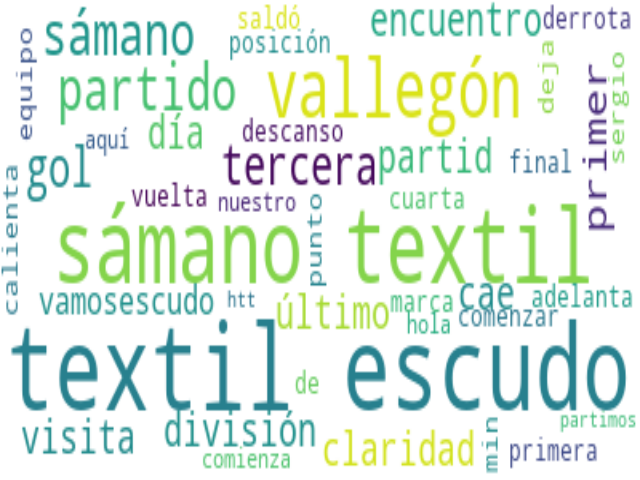 saldó encuentro derrota
sámano posición
equipo partido vallegón deja sergio
aquí día descanso primer
gol tercera partid final
calienta vuelta nuestro cuarta
sámano punto textil
vamosescudo htt último marca cae adelanta
hola comenzar
textil escudo
de
visita división partimos
comienza claridad min primera